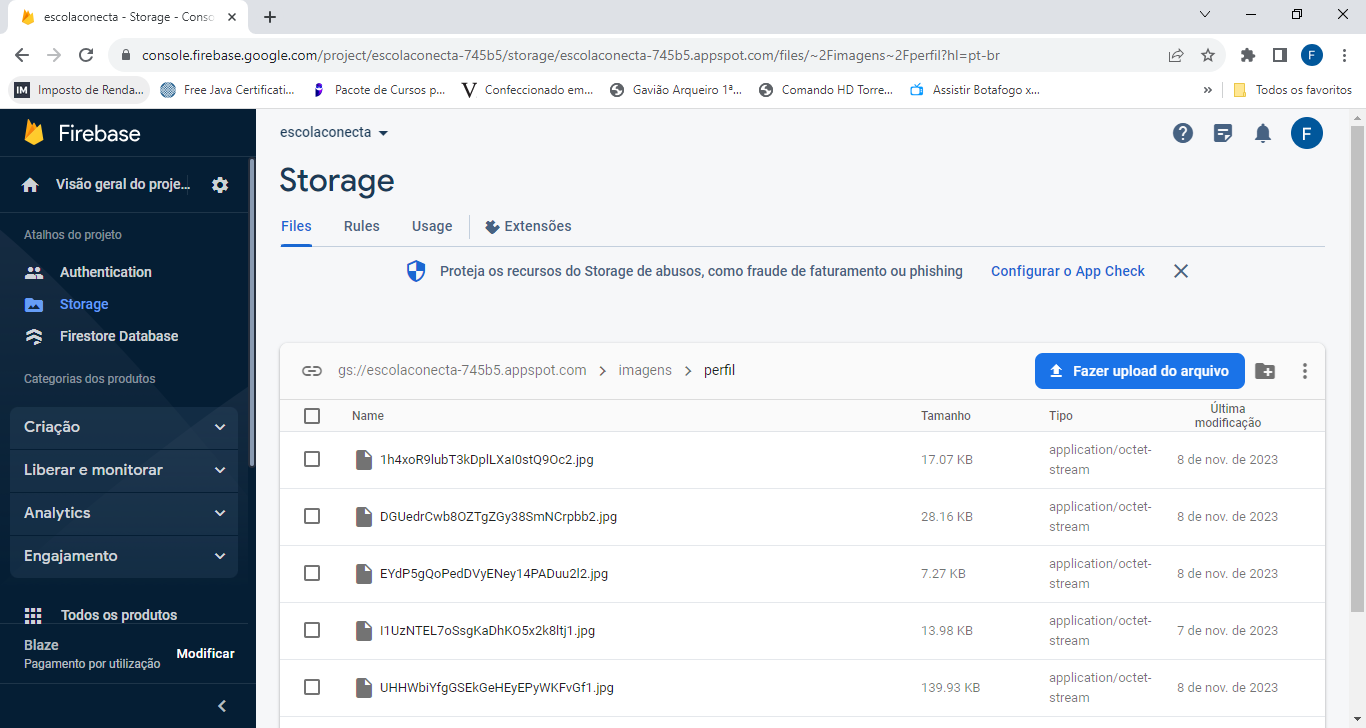 escolaconecta - Storage - Conso
console.firebase.google.com/project/escolaconecta-745b5/storage/escolaconecta-745b5.appspot.com/files/~2Fimagens~2Fperfil?hl=pt-br
F
IM Imposto de Renda... Free Java Certificati... Pacote de Cursos p... Confeccionado em... Gavião Arqueiro 1ª... Comando HD Torre... Assistir Botafogo x... » Todos os favoritos
Firebase
Visão geral do proje...
Atalhos do projeto
Authentication
Storage
Firestore Database
Categorias dos produtos
Criação
Liberar e monitorar
Analytics
Engajamento
Todos os produtos
Blaze
Pagamento por utilização
Modificar
escolaconecta
F
Storage
Files Rules Usage Extensões
Proteja os recursos do Storage de abusos, como fraude de faturamento ou phishing Configurar o App Check
gs://escolaconecta-745b5.appspot.com > imagens > perfil
Fazer upload do arquivo
Name Tamanho Tipo Última
modificação
1h4xoR9lubT3kDplLXaI0stQ9Oc2.jpg 17.07 KB application/octet-
stream 8 de nov. de 2023
DGUedrCwb8OZTgZGy38SmNCrpbb2.jpg 28.16 KB application/octet-
stream 8 de nov. de 2023
EYdP5gQoPedDVyENey14PADuu2l2.jpg 7.27 KB application/octet-
stream 8 de nov. de 2023
I1UzNTEL7oSsgKaDhKO5x2k8ltj1.jpg 13.98 KB application/octet-
stream 7 de nov. de 2023
UHHWbiYfgGSEkGeHEyEPyWKFvGf1.jpg 139.93 KB application/octet-
stream 8 de nov. de 2023